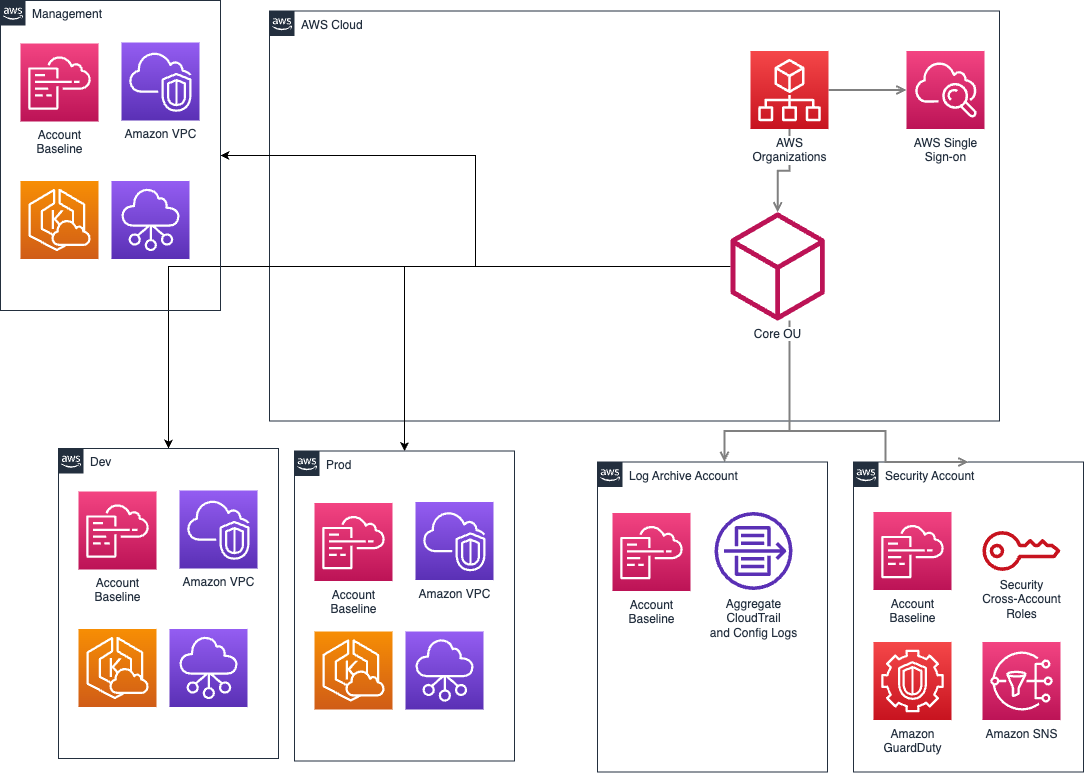 aws
Management
Account
Baseline
Amazon VPC
K
aws
AWS Cloud
AWS
Organizations
AWS Single
Sign-on
Core OU
aws
Dev
Account
Baseline
Amazon VPC
K
aws
Prod
Account
Baseline
Amazon VPC
K
aws
Log Archive Account
Account
Baseline
Aggregate
CloudTrail
and Config Logs
aws
Security Account
Account
Baseline
Security
Cross-Account
Roles
Amazon
GuardDuty
Amazon SNS